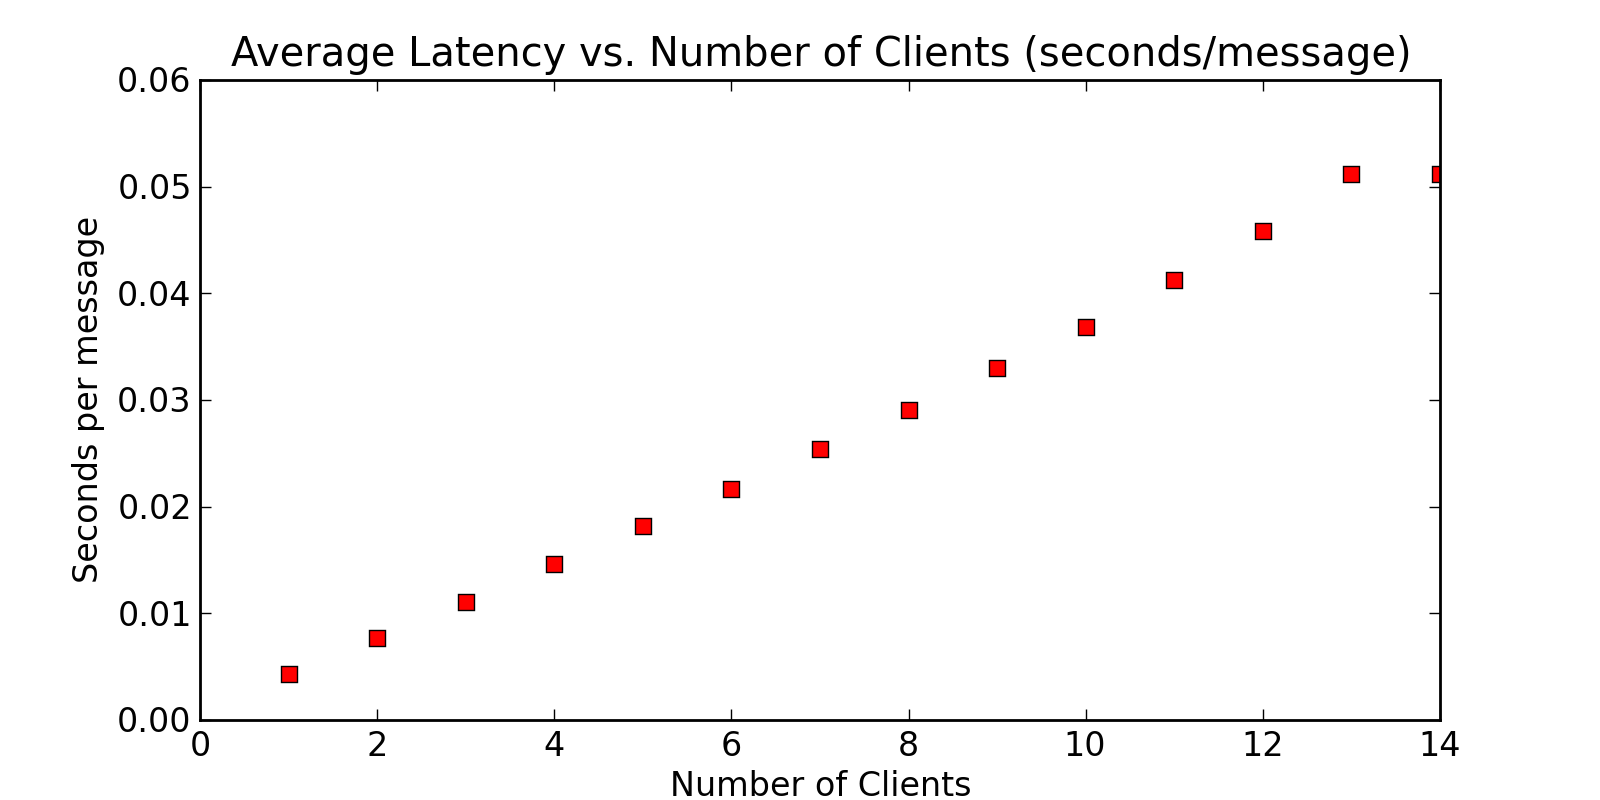 Average Latency vs. Number of Clients (seconds/message)
0.06
0.05
0.04
0.03
0.02
0.01
0.00
Seconds per message
0 2 4 6 8 10 12 14
Number of Clients